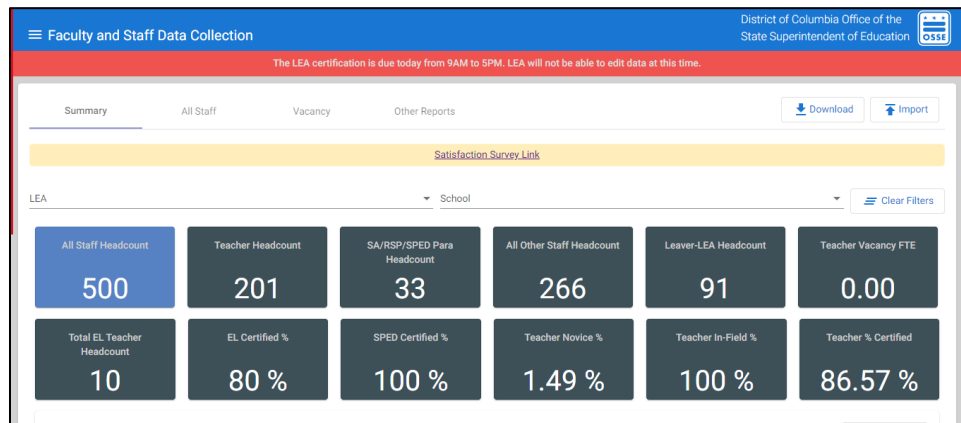 District of Columbia Office of the
State Superintendent of Education
OSSE
Faculty and Staff Data Collection
The LEA certification is due today from 9AM to 5PM. LEA will not be able to edit data at this time.
Summary All Staff Vacancy Other Reports Download Import
Satisfaction Survey Link
LEA School Clear Filters
All Staff Headcount
500
Teacher Headcount
201
SA/RSP/SPED Para
Headcount
33
All Other Staff Headcount
266
Leaver-LEA Headcount
91
Teacher Vacancy FTE
0.00
Total EL Teacher
Headcount
10
EL Certified %
80 %
SPED Certified %
100 %
Teacher Novice %
1.49 %
Teacher In-Field %
100 %
Teacher % Certified
86.57 %